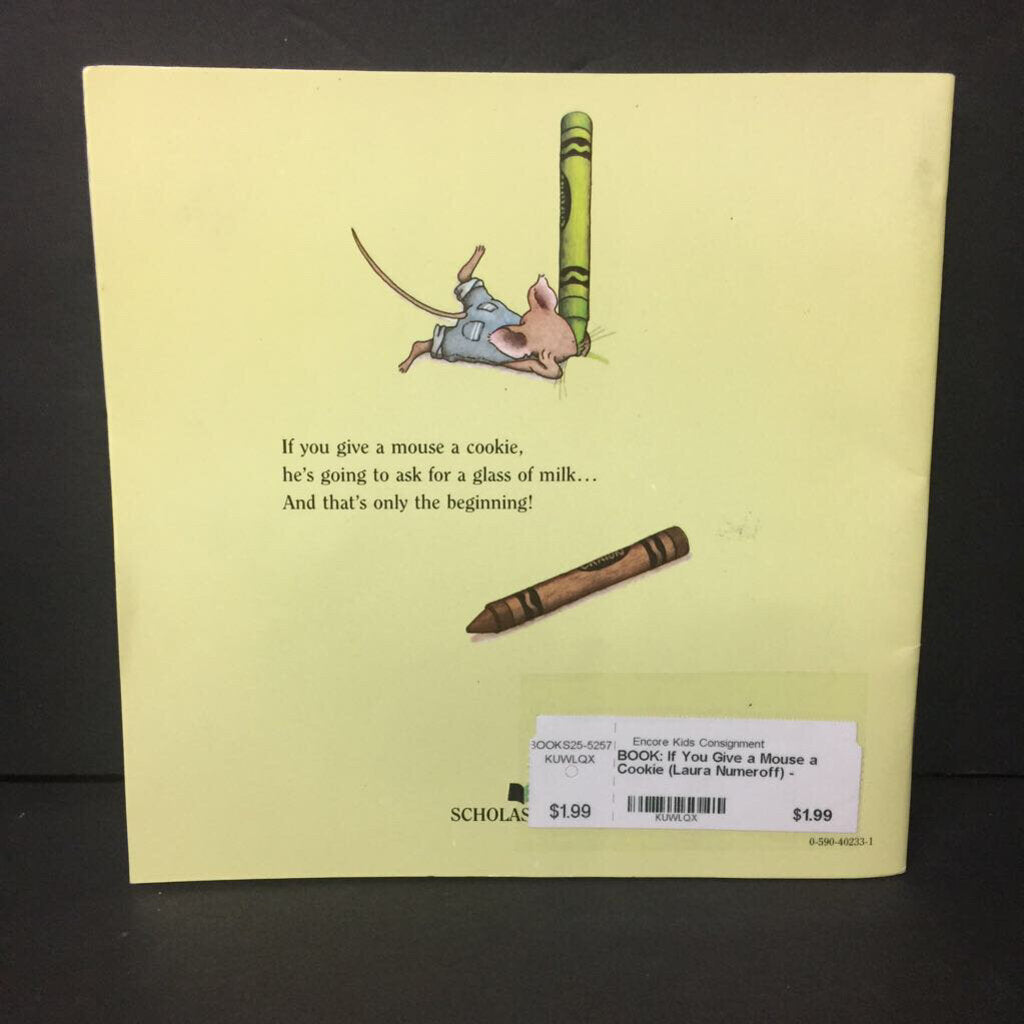 If you give a mouse a cookie,
he's going to ask for a glass of milk...
And that's only the beginning!
BOOKS25-5257
KUWLQX
$1.99
Encore Kids Consignment
BOOK: If You Give a Mouse a
Cookie (Laura Numeroff) -
KUWLQX
$1.99
SCHOLAS
0-590-40233-1